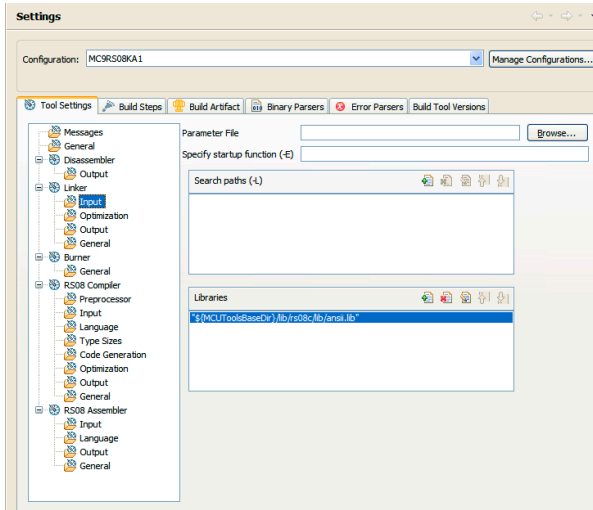 Settings
Configuration: MC9RS08KA1 Manage Configurations...
Tool Settings Build Steps Build Artifact Binary Parsers Error Parsers Build Tool Versions
Messages
General
Disassembler
Output
Linker
Input
Optimization
Output
General
Burner
General
RS08 Compiler
Preprocessor
Input
Language
Type Sizes
Code Generation
Optimization
Output
General
RS08 Assembler
Input
Language
Output
General
Parameter File Browse...
Specify startup function (-E)
Search paths (-L)
Libraries
"${MCUToolsBaseDir}/lib/rs08c/lib/ansii.lib"